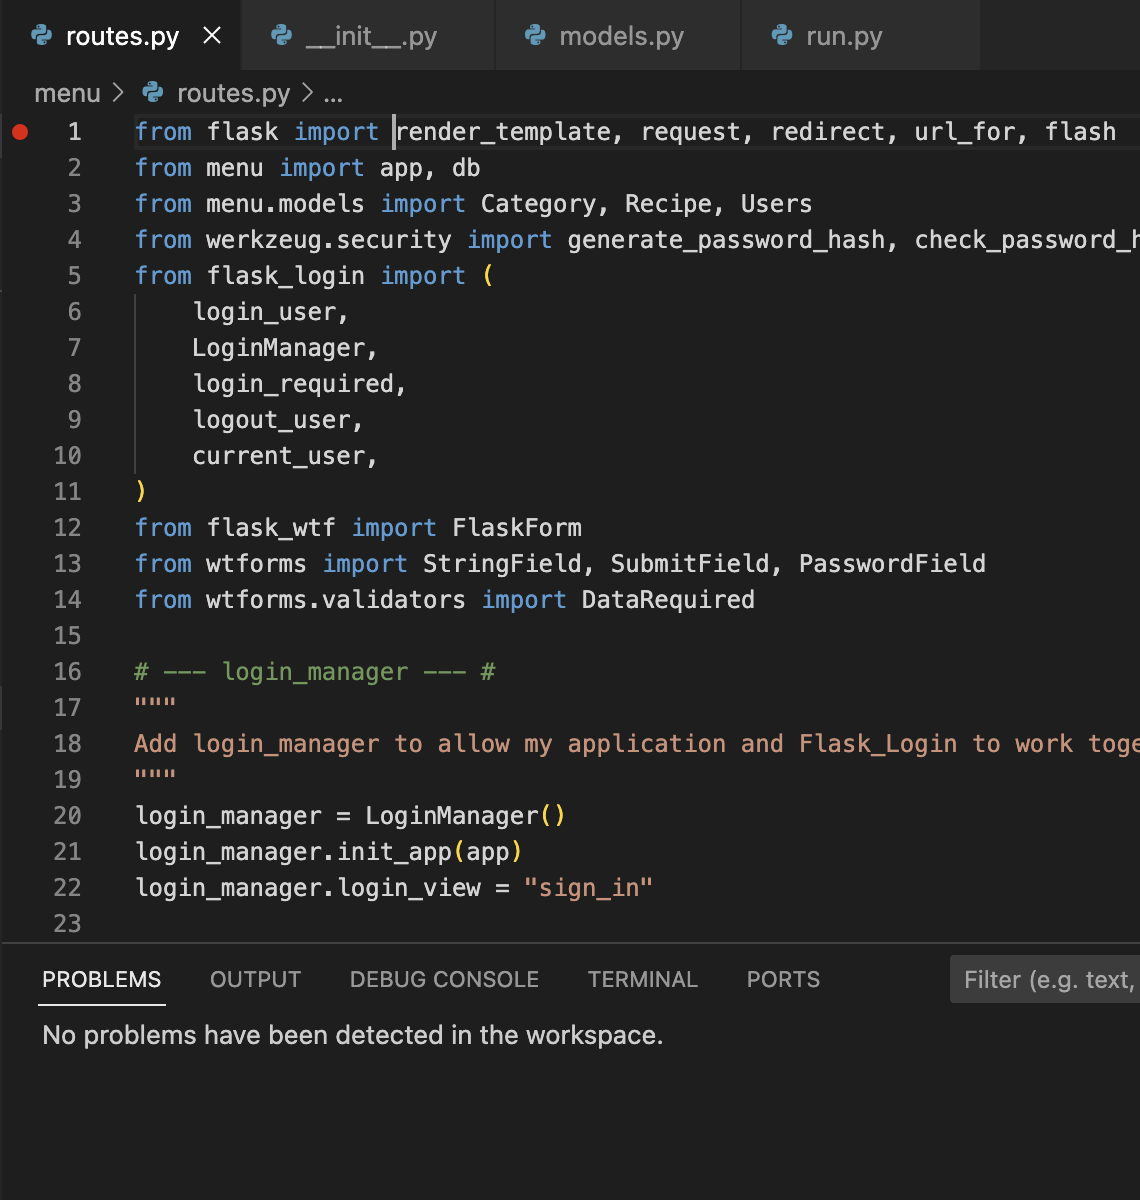 routes.py
__init__.py
models.py
run.py
menu > routes.py > ...
1 from flask import render_template, request, redirect, url_for, flash
2 from menu import app, db
3 from menu.models import Category, Recipe, Users
4 from werkzeug.security import generate_password_hash, check_password_h
5 from flask_login import (
6     login_user,
7     LoginManager,
8     login_required,
9     logout_user,
10     current_user,
11 )
12 from flask_wtf import FlaskForm
13 from wtforms import StringField, SubmitField, PasswordField
14 from wtforms.validators import DataRequired
15
16 # --- login_manager --- #
17 """
18 Add login_manager to allow my application and Flask_Login to work toge
19 """
20 login_manager = LoginManager()
21 login_manager.init_app(app)
22 login_manager.login_view = "sign_in"
23
PROBLEMS OUTPUT DEBUG CONSOLE TERMINAL PORTS Filter (e.g. text,
No problems have been detected in the workspace.